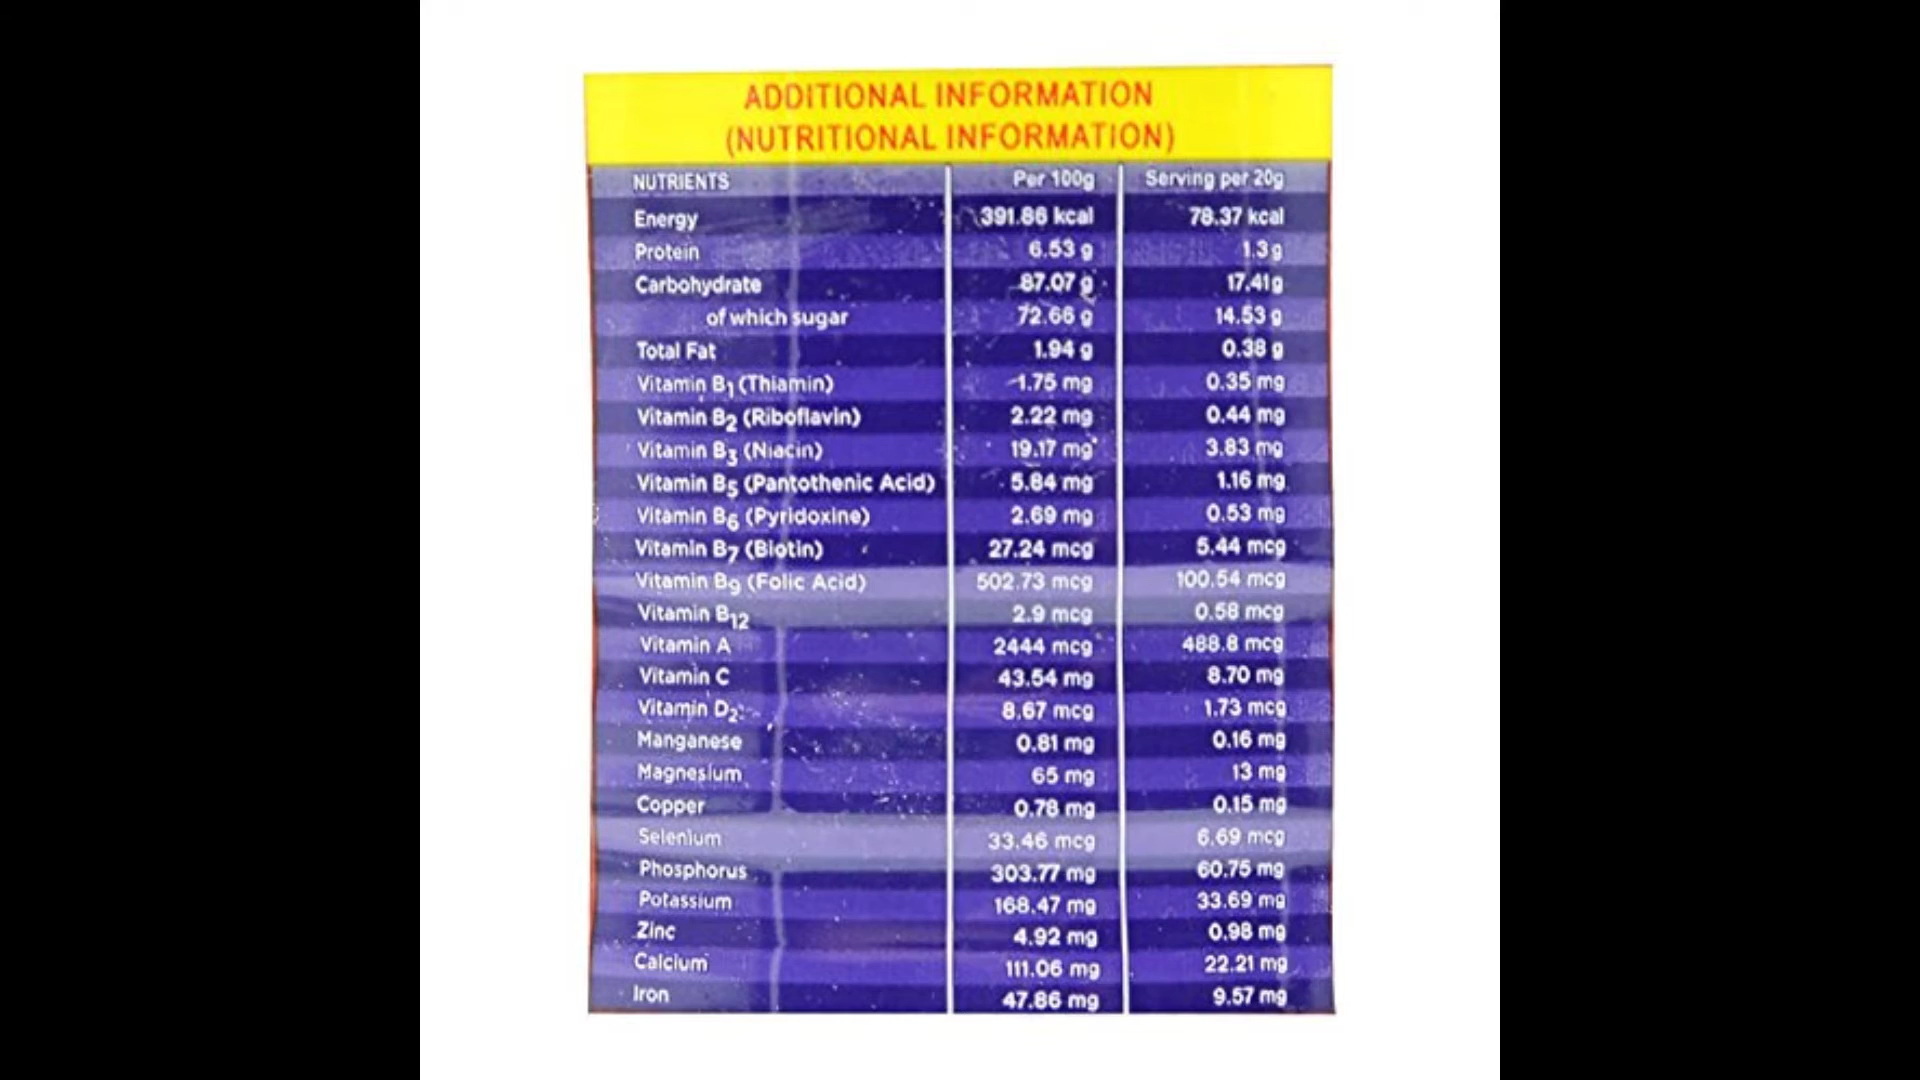 ADDITIONAL INFORMATION
(NUTRITIONAL INFORMATION)
NUTRIENTS Per 100g Serving per 20g
Energy 391.86 kcal 78.37 kcal
Protein 6.53 g 1.3 g
Carbohydrate 87.07 g 17.41g
of which sugar 72.66 g 14.53 g
Total Fat 1.94 g 0.38 g
Vitamin B1 (Thiamin) 1.75 mg 0.35 mg
Vitamin B2 (Riboflavin) 2.22 mg 0.44 mg
Vitamin B3 (Niacin) 19.17 mg 3.83 mg
Vitamin B5 (Pantothenic Acid) 5.84 mg 1.16 mg
Vitamin B6 (Pyridoxine) 2.69 mg 0.53 mg
Vitamin B7 (Biotin) 27.24 mcg 5.44 mcg
Vitamin B9 (Folic Acid) 502.73 mcg 100.54 mcg
Vitamin B12 2.9 mcg 0.58 mcg
Vitamin A 2444 mcg 488.8 mcg
Vitamin C 43.54 mg 8.70 mg
Vitamin D2 8.67 mcg 1.73 mcg
Manganese 0.81 mg 0.16 mg
Magnesium 65 mg 13 mg
Copper 0.78 mg 0.15 mg
Selenium 33.46 mcg 6.69 mcg
Phosphorus 303.77 mg 60.75 mg
Potassium 168.47 mg 33.69 mg
Zinc 4.92 mg 0.98 mg
Calcium 111.06 mg 22.21 mg
Iron 47.86 mg 9.57 mg